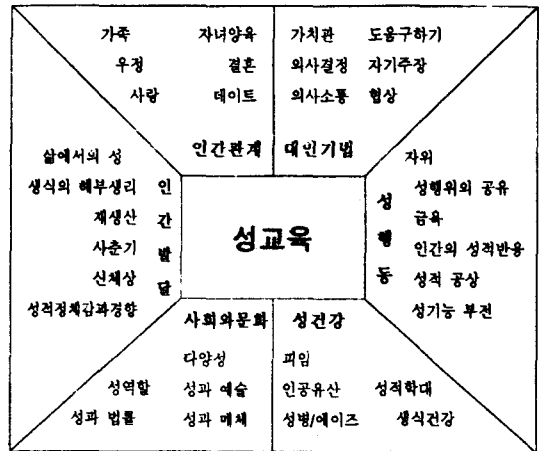 가족 자녀양육
우정 결혼
사랑 데이트
인간관계
가치관 도움구하기
의사결정 자기주장
의사소통 협상
대인기법
삶에서의 성
생식의 해부생리
재생산
사춘기
신체상
성적정체감과경향
인간발달
성교육
성행동
자위
성행위의 공유
금욕
인간의 성적반응
성적 공상
성기능 부전
사회와문화
다양성
성역할 성과 예술
성과 법률 성과 매체
성건강
피임
인공유산 성적학대
성병/에이즈 생식건강